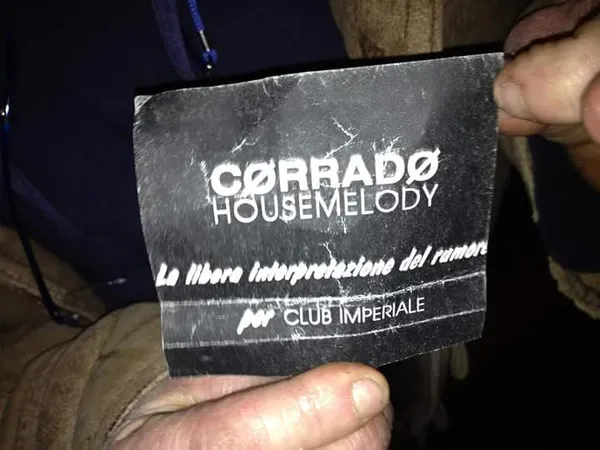 CØRRADØ
HOUSEMELODY
La libera interpretazione del rumore
per CLUB IMPERIALE